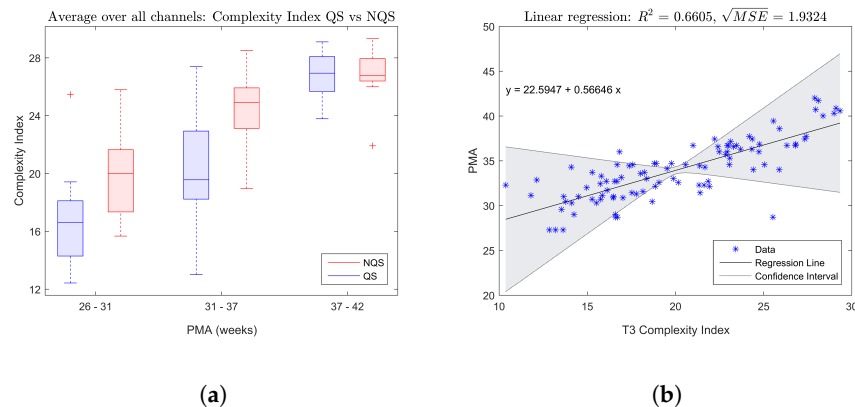 Average over all channels: Complexity Index QS vs NQS
28
24
20
16
12
Complexity Index
26 - 31
31 - 37
37 - 42
PMA (weeks)
NQS
QS
(a)
Linear regression: R² = 0.6605, √MSE = 1.9324
50
45
40
35
30
25
20
PMA
y = 22.5947 + 0.56646 x
Data
Regression Line
Confidence Interval
10
15
20
25
30
T3 Complexity Index
(b)